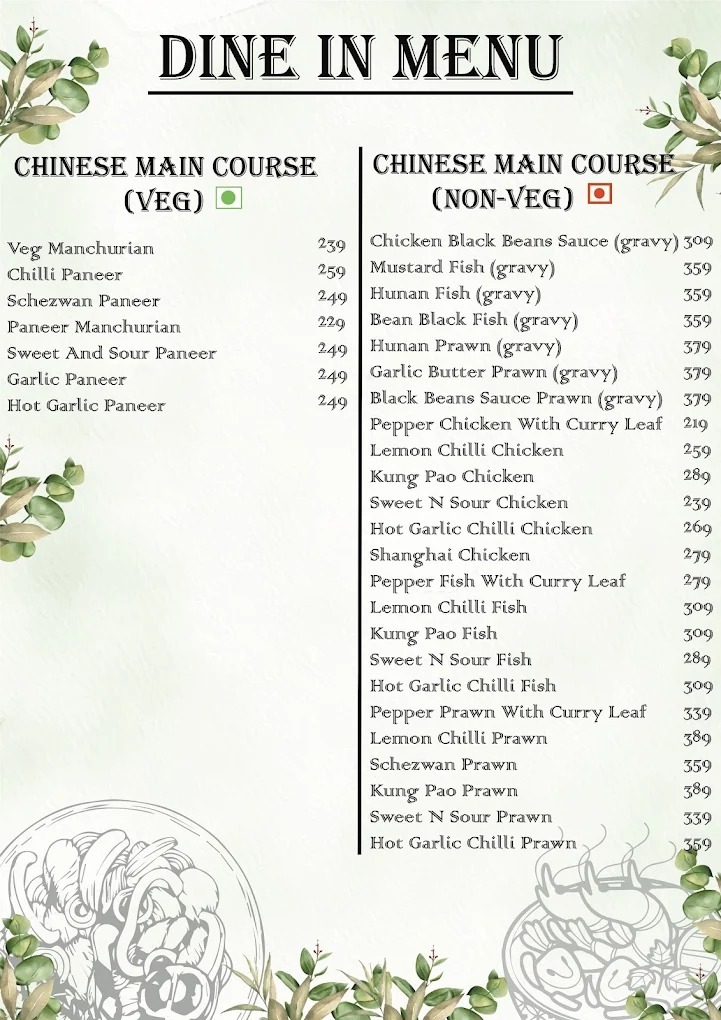 DINE IN MENU
CHINESE MAIN COURSE
(VEG)
Veg Manchurian 239
Chilli Paneer 259
Schezwan Paneer 249
Paneer Manchurian 229
Sweet And Sour Paneer 249
Garlic Paneer 249
Hot Garlic Paneer 249
CHINESE MAIN COURSE
(NON-VEG)
Chicken Black Beans Sauce (gravy) 309
Mustard Fish (gravy) 359
Hunan Fish (gravy) 359
Bean Black Fish (gravy) 359
Hunan Prawn (gravy) 379
Garlic Butter Prawn (gravy) 379
Black Beans Sauce Prawn (gravy) 379
Pepper Chicken With Curry Leaf 219
Lemon Chilli Chicken 259
Kung Pao Chicken 289
Sweet N Sour Chicken 239
Hot Garlic Chilli Chicken 269
Shanghai Chicken 279
Pepper Fish With Curry Leaf 279
Lemon Chilli Fish 309
Kung Pao Fish 309
Sweet N Sour Fish 289
Hot Garlic Chilli Fish 309
Pepper Prawn With Curry Leaf 339
Lemon Chilli Prawn 389
Schezwan Prawn 359
Kung Pao Prawn 389
Sweet N Sour Prawn 339
Hot Garlic Chilli Prawn 359